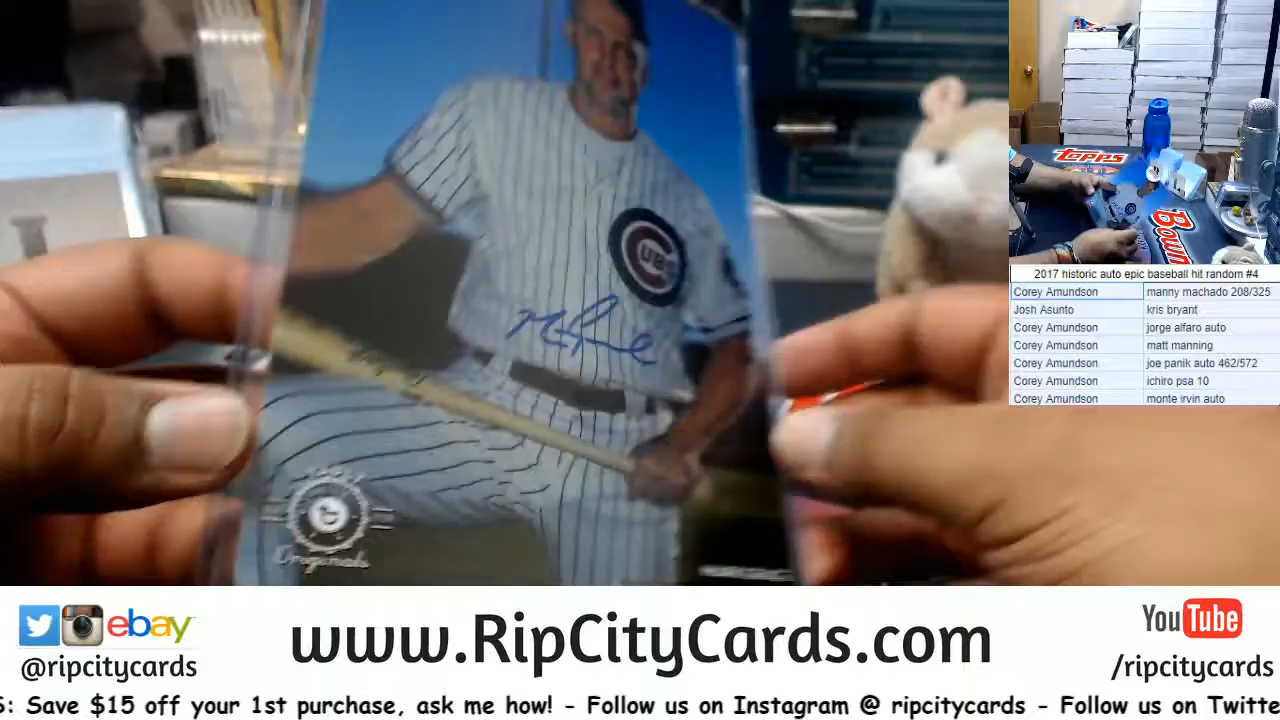 CUBS
Originals
Topps
Bown
2017 historic auto epic baseball hit random #4
Corey Amundson manny machado 208/325
Josh Asunto kris bryant
Corey Amundson jorge alfaro auto
Corey Amundson matt manning
Corey Amundson joe panik auto 462/572
Corey Amundson ichiro psa 10
Corey Amundson monte irvin auto
ebay
@ripcitycards
www.RipCityCards.com
YouTube
/ripcitycards
S: Save $15 off your 1st purchase, ask me how! - Follow us on Instagram @ ripcitycards - Follow us on Twitte